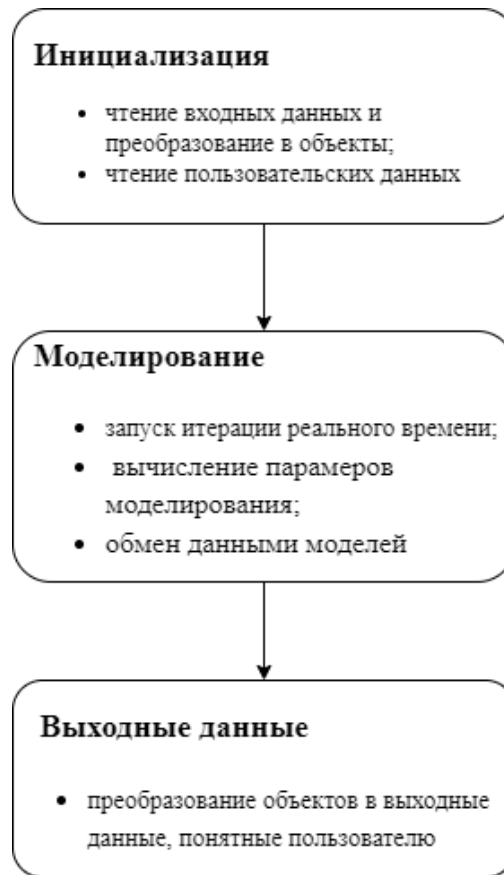 Инициализация
• чтение входных данных и
преобразование в объекты;
• чтение пользовательских данных
Моделирование
• запуск итерации реального времени;
• вычисление парамеров
моделирования;
• обмен данными моделей
Выходные данные
• преобразование объектов в выходные
данные, понятные пользователю